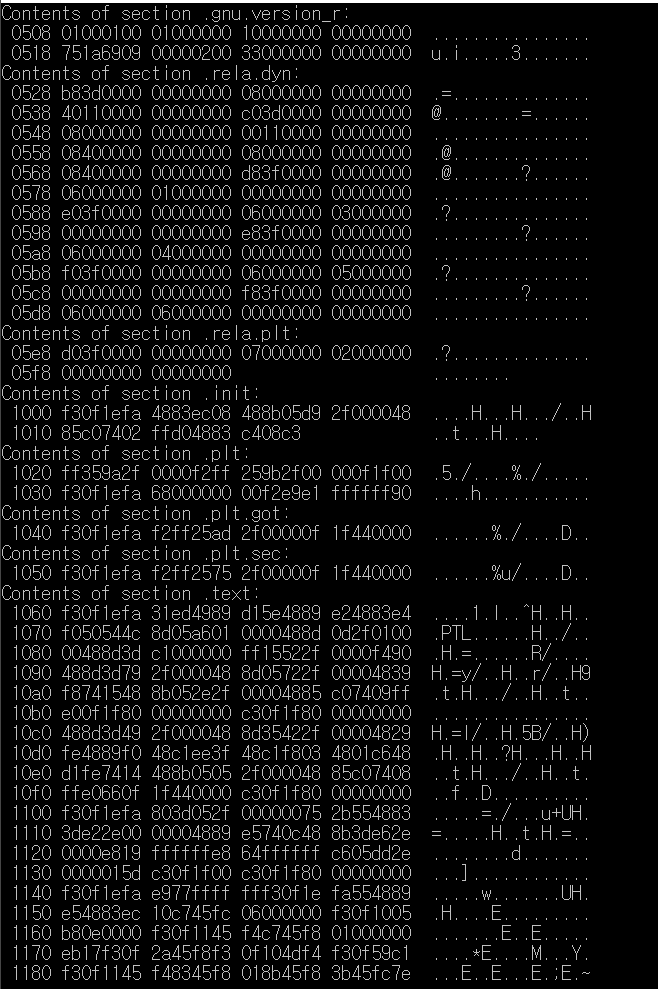 Contents of section .gnu.version_r:
 0508 01000100 01000000 10000000 00000000  ................
 0518 751a6909 00000200 33000000 00000000  u.i.....3.......
Contents of section .rela.dyn:
 0528 b83d0000 00000000 08000000 00000000  .=..............
 0538 40110000 00000000 c03d0000 00000000  @........=......
 0548 08000000 00000000 00110000 00000000  ................
 0558 08400000 00000000 08000000 00000000  .@..............
 0568 08400000 00000000 d83f0000 00000000  .@.......?......
 0578 06000000 01000000 00000000 00000000  ................
 0588 e03f0000 00000000 06000000 03000000  .?..............
 0598 00000000 00000000 e83f0000 00000000  .........?......
 05a8 06000000 04000000 00000000 00000000  ................
 05b8 f03f0000 00000000 06000000 05000000  .?..............
 05c8 00000000 00000000 f83f0000 00000000  .........?......
 05d8 06000000 06000000 00000000 00000000  ................
Contents of section .rela.plt:
 05e8 d03f0000 00000000 07000000 02000000  .?..............
 05f8 00000000 00000000                    ........
Contents of section .init:
 1000 f30f1efa 4883ec08 488b05d9 2f000048  ....H...H.../..H
 1010 85c07402 ffd04883 c408c3             ..t...H....
Contents of section .plt:
 1020 ff359a2f 0000f2ff 259b2f00 000f1f00  .5./....%./.....
 1030 f30f1efa 68000000 00f2e9e1 ffffff90  ....h...........
Contents of section .plt.got:
 1040 f30f1efa f2ff25ad 2f00000f 1f440000  ......%./....D..
Contents of section .plt.sec:
 1050 f30f1efa f2ff2575 2f00000f 1f440000  ......%u/....D..
Contents of section .text:
 1060 f30f1efa 31ed4989 d15e4889 e24883e4  ....1.I..^H..H..
 1070 f050544c 8d05a601 0000488d 0d2f0100  .PTL......H../..
 1080 00488d3d c1000000 ff15522f 0000f490  .H.=......R/....
 1090 488d3d79 2f000048 8d05722f 00004839  H.=y/..H..r/..H9
 10a0 f8741548 8b052e2f 00004885 c07409ff  .t.H.../..H..t..
 10b0 e00f1f80 00000000 c30f1f80 00000000  ................
 10c0 488d3d49 2f000048 8d35422f 00004829  H.=I/..H.5B/..H)
 10d0 fe4889f0 48c1ee3f 48c1f803 4801c648  .H..H..?H...H..H
 10e0 d1fe7414 488b0505 2f000048 85c07408  ..t.H.../..H..t.
 10f0 ffe0660f 1f440000 c30f1f80 00000000  ..f..D..........
 1100 f30f1efa 803d052f 00000075 2b554883  .....=./...u+UH.
 1110 3de22e00 00004889 e5740c48 8b3de62e  =.....H..t.H.=..
 1120 0000e819 ffffffe8 64ffffff c605dd2e  ........d.......
 1130 0000015d c30f1f00 c30f1f80 00000000  ...]............
 1140 f30f1efa e977ffff fff30f1e fa554889  .....w.......UH.
 1150 e54883ec 10c745fc 06000000 f30f1005  .H....E.........
 1160 b80e0000 f30f1145 f4c745f8 01000000  .......E..E.....
 1170 eb17f30f 2a45f8f3 0f104df4 f30f59c1  ....*E....M...Y.
 1180 f30f1145 f48345f8 018b45f8 3b45fc7e  ...E..E...E.;E.~